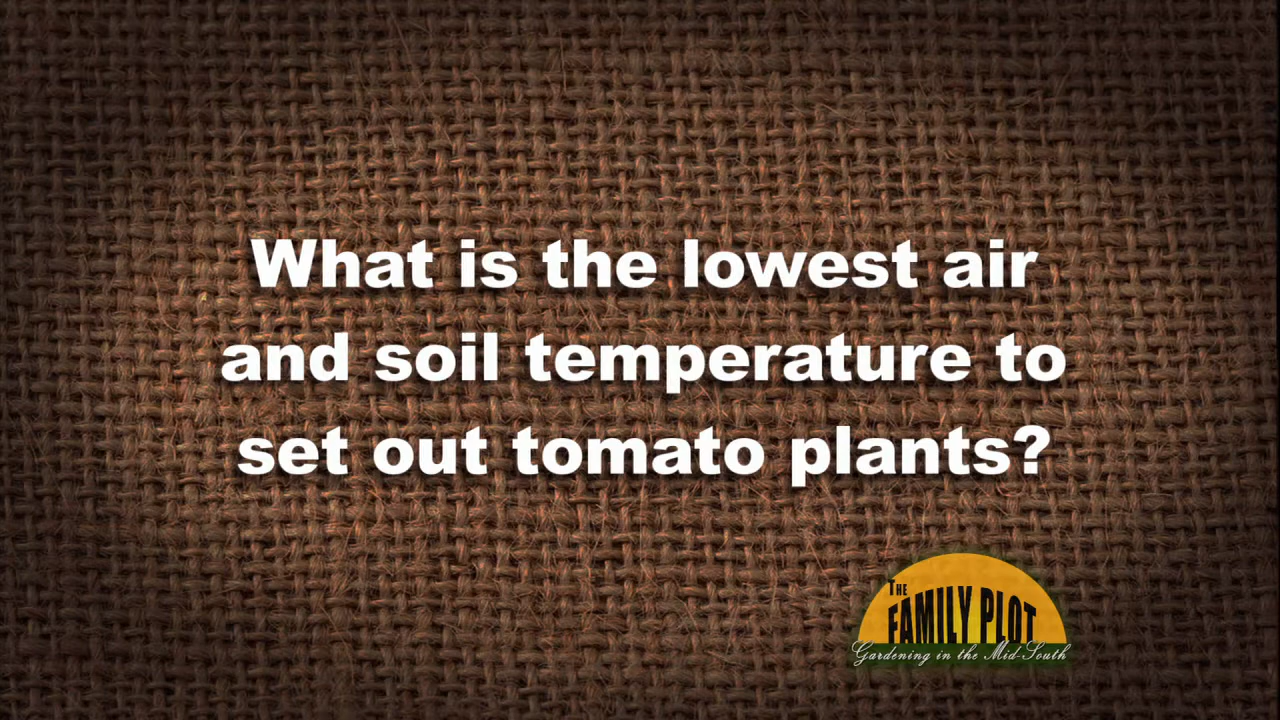 What is the lowest air
and soil temperature to
set out tomato plants?
THE
FAMILY PLOT
Gardening in the Mid-South